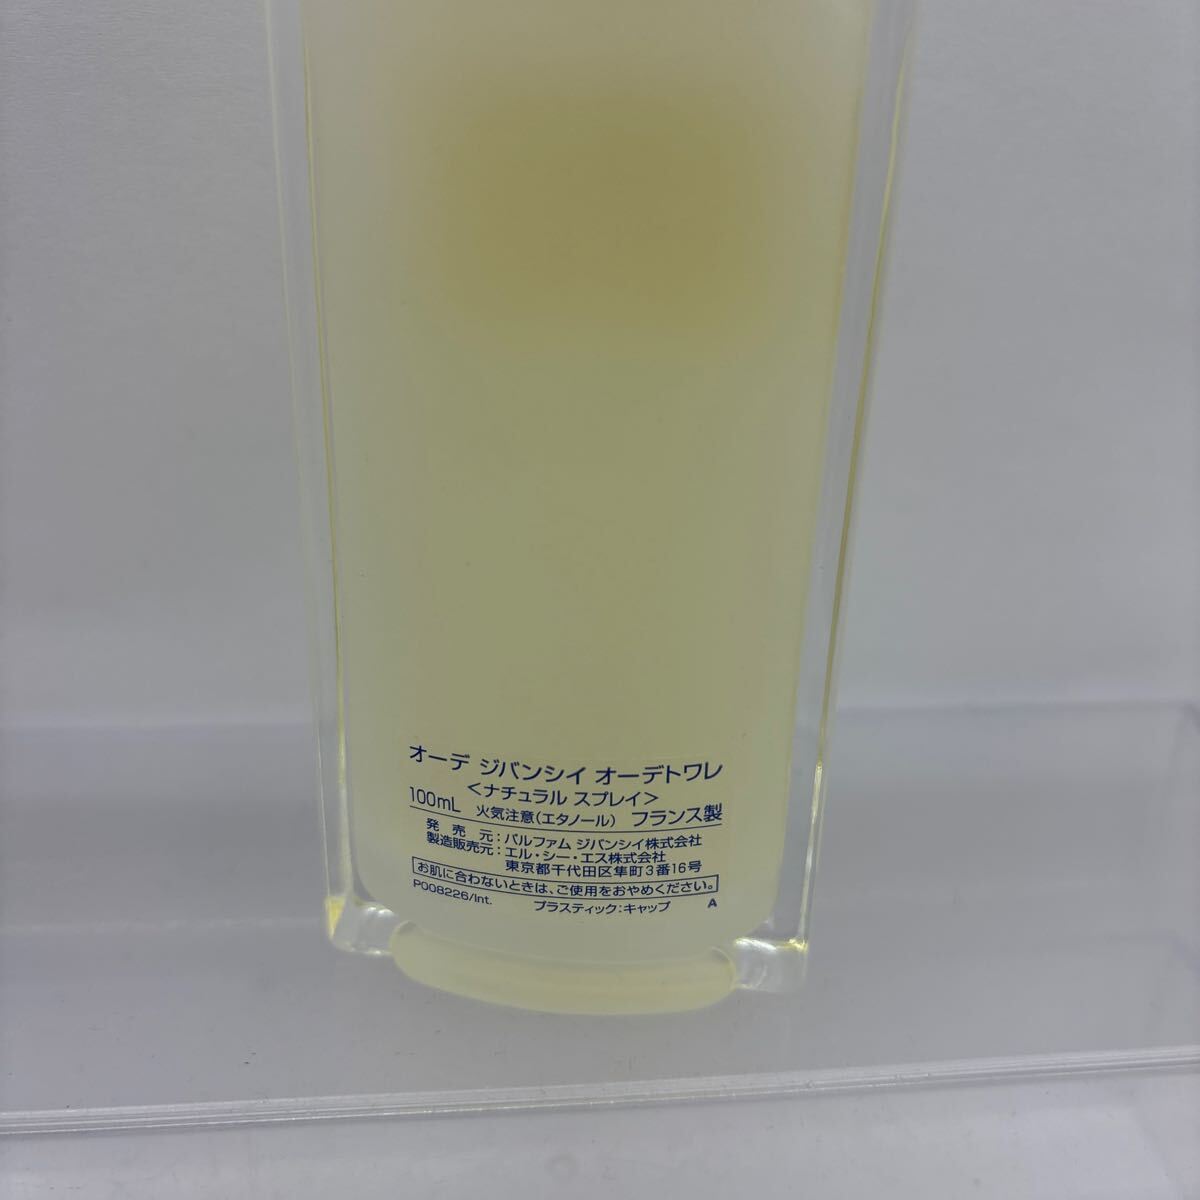 オーデ ジバンシイ オーデトワレ
＜ナチュラル スプレイ＞
100mL 火気注意（エタノール） フランス製
発売元：パルファム ジバンシイ株式会社
製造販売元：エル・シー・エス株式会社
東京都千代田区隼町3番16号
お肌に合わないときは、ご使用をおやめください。
P008226/Int. プラスティック：キャップ A